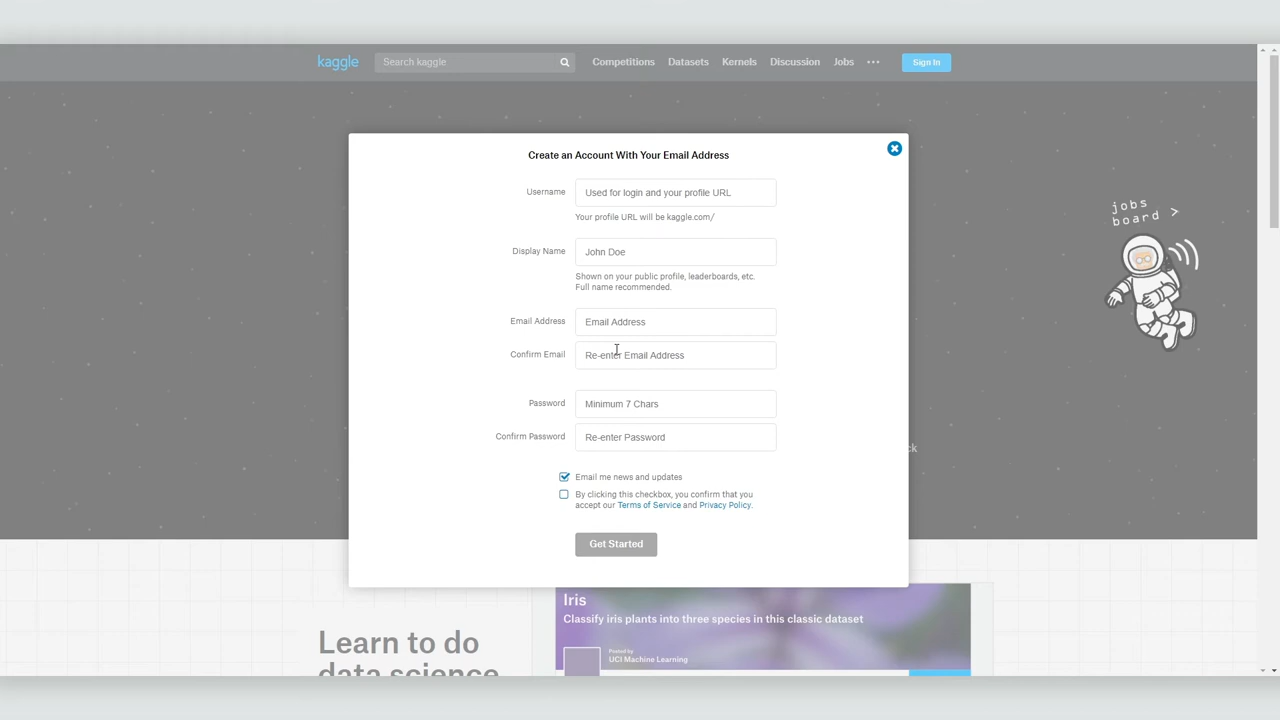 kaggle
Search kaggle
Competitions
Datasets
Kernels
Discussion
Jobs
Sign In
Create an Account With Your Email Address
Username
Used for login and your profile URL
Your profile URL will be kaggle.com/
Display Name
John Doe
Shown on your public profile, leaderboards, etc.
Full name recommended.
Email Address
Email Address
Confirm Email
Re-enter Email Address
Password
Minimum 7 Chars
Confirm Password
Re-enter Password
Email me news and updates
By clicking this checkbox, you confirm that you
accept our Terms of Service and Privacy Policy.
Get Started
jobs
board >
Learn to do
data science
Iris
Classify iris plants into three species in this classic dataset
Posted by
UCI Machine Learning